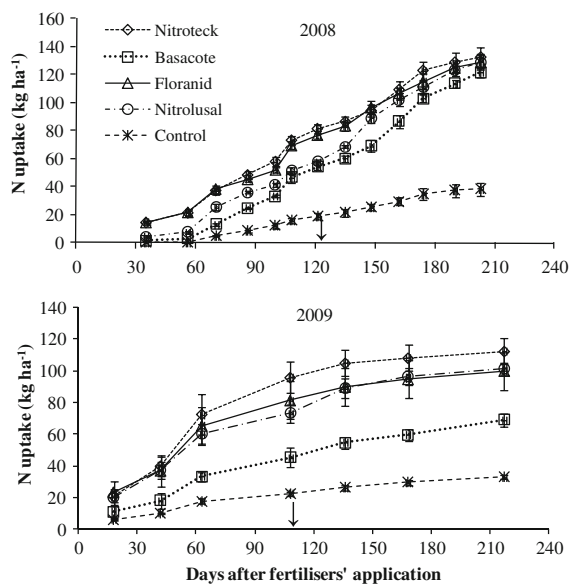 160
140
120
100
80
60
40
20
0
N uptake (kg ha-1)
Nitroteck
Basacote
Floranid
Nitrolusal
Control
2008
0 30 60 90 120 150 180 210 240
140
120
100
80
60
40
20
0
N uptake (kg ha-1)
2009
0 30 60 90 120 150 180 210 240
Days after fertilisers' application